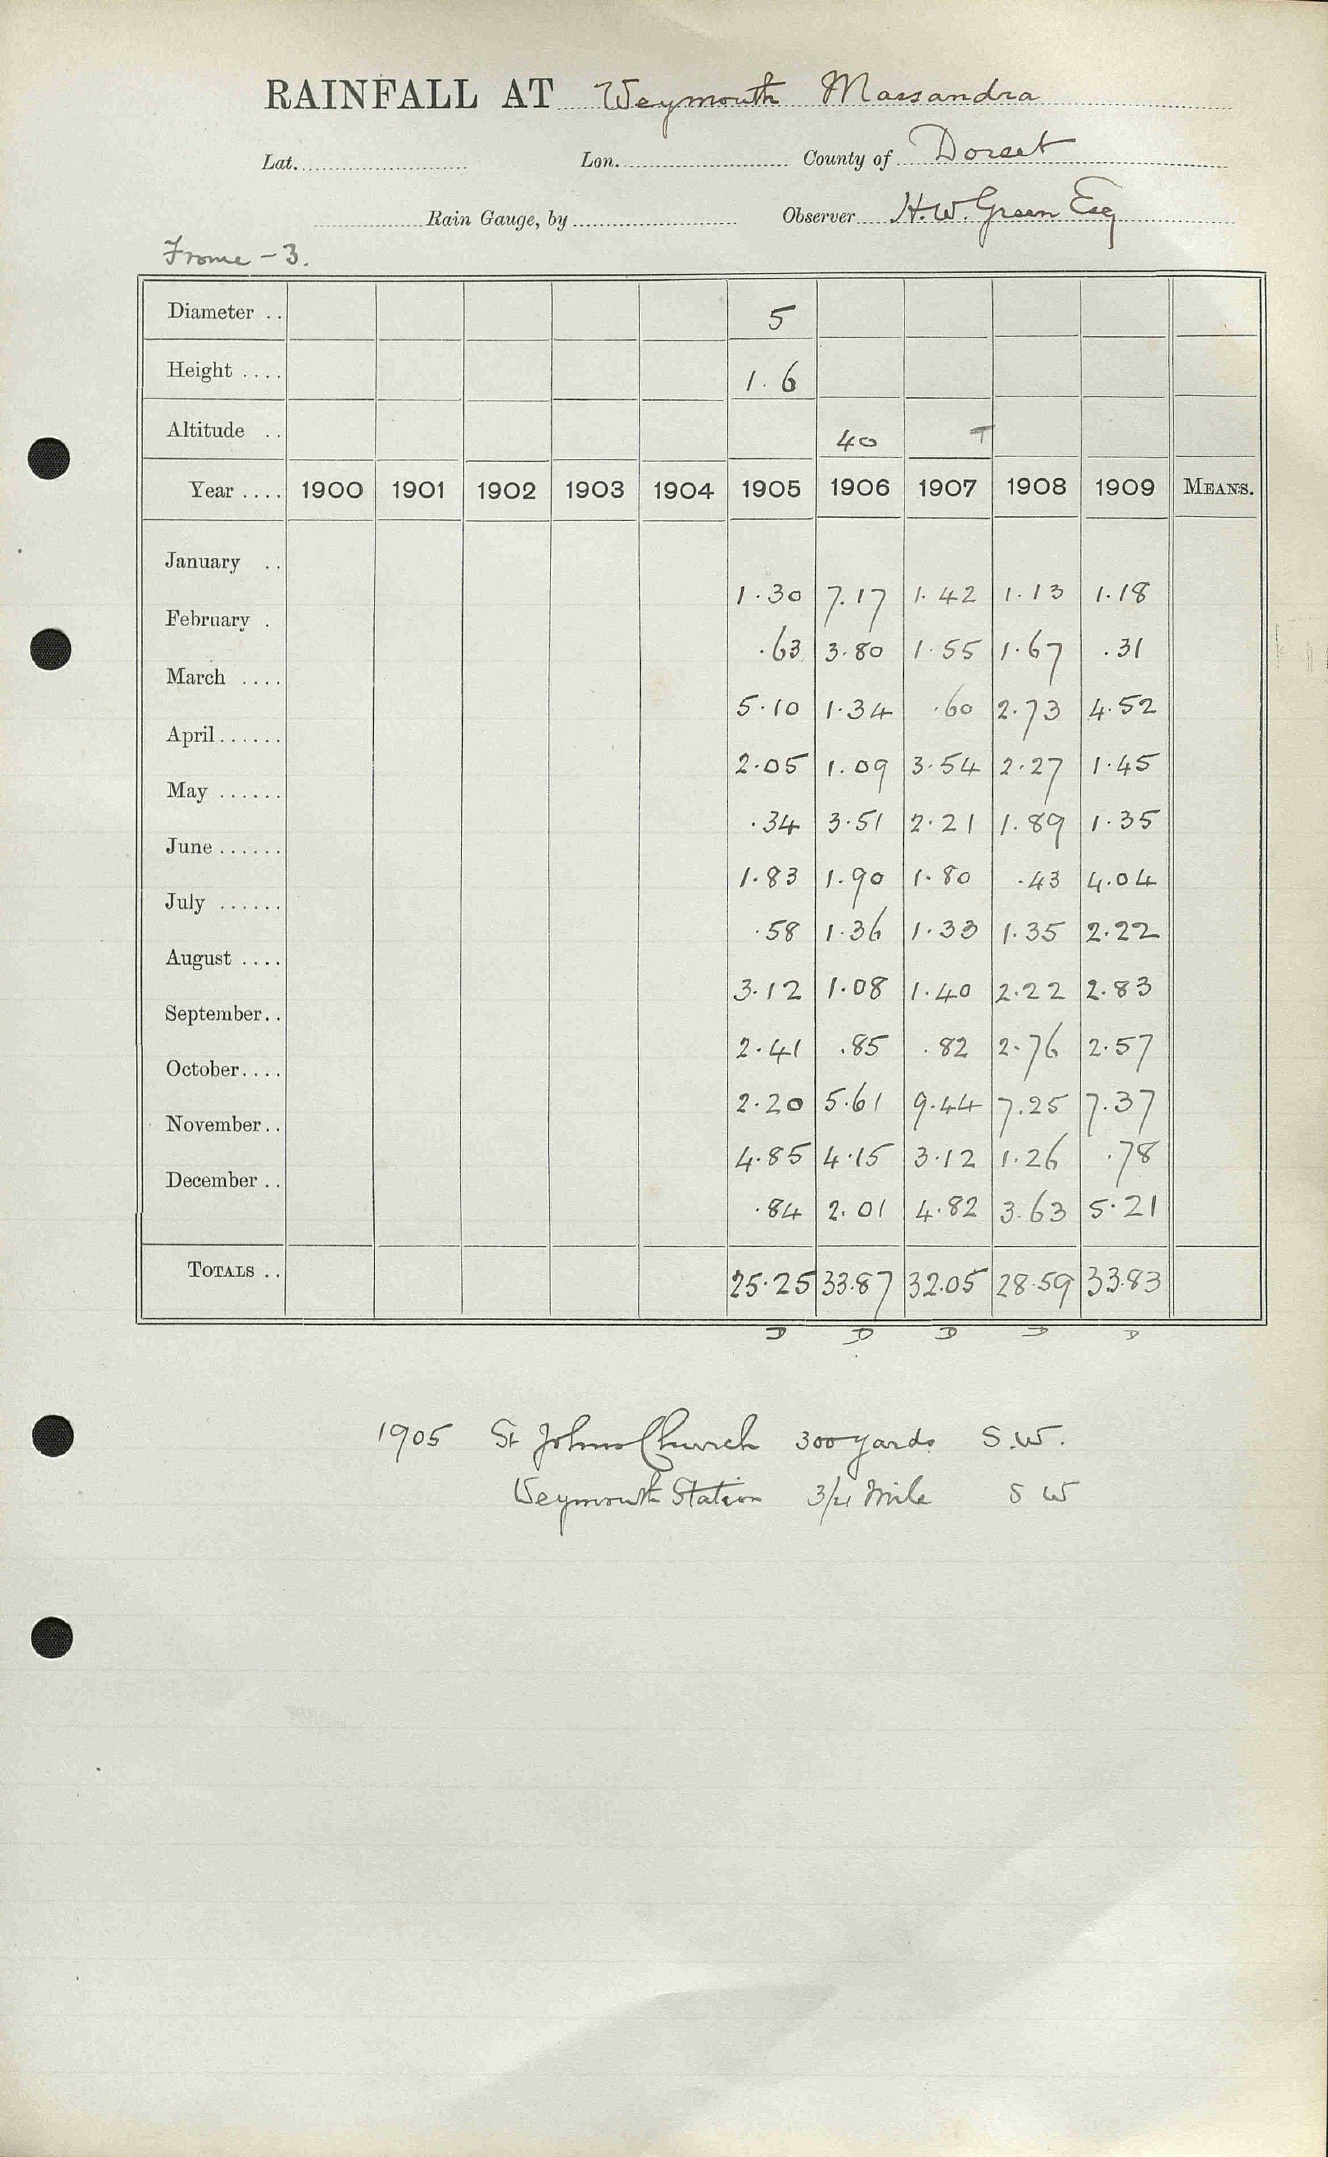 RAINFALL AT Weymouth Massandra
Lat. Lon. County of Dorset
Rain Gauge, by Observer H.W. Green Esq
Frome - 3.
Diameter .. 5
Height .... 1.6
Altitude .. 40 T
Year .... 1900 1901 1902 1903 1904 1905 1906 1907 1908 1909 MEANS.
January .. 1.30 7.17 1.42 1.13 1.18
February . .63 3.80 1.55 1.67 .31
March .... 5.10 1.34 .60 2.73 4.52
April...... 2.05 1.09 3.54 2.27 1.45
May ...... .34 3.51 2.21 1.89 1.35
June...... 1.83 1.90 1.80 .43 4.04
July ...... .58 1.36 1.33 1.35 2.22
August .... 3.12 1.08 1.40 2.22 2.83
September.. 2.41 .85 .82 2.76 2.57
October.... 2.20 5.61 9.44 7.25 7.37
November.. 4.85 4.15 3.12 1.26 .78
December .. .84 2.01 4.82 3.63 5.21
TOTALS .. 25.25 33.87 32.05 28.59 33.83
D D D D D
1905 St Johns Church 300 yards S.W.
Weymouth Station 3/4 Mile S W